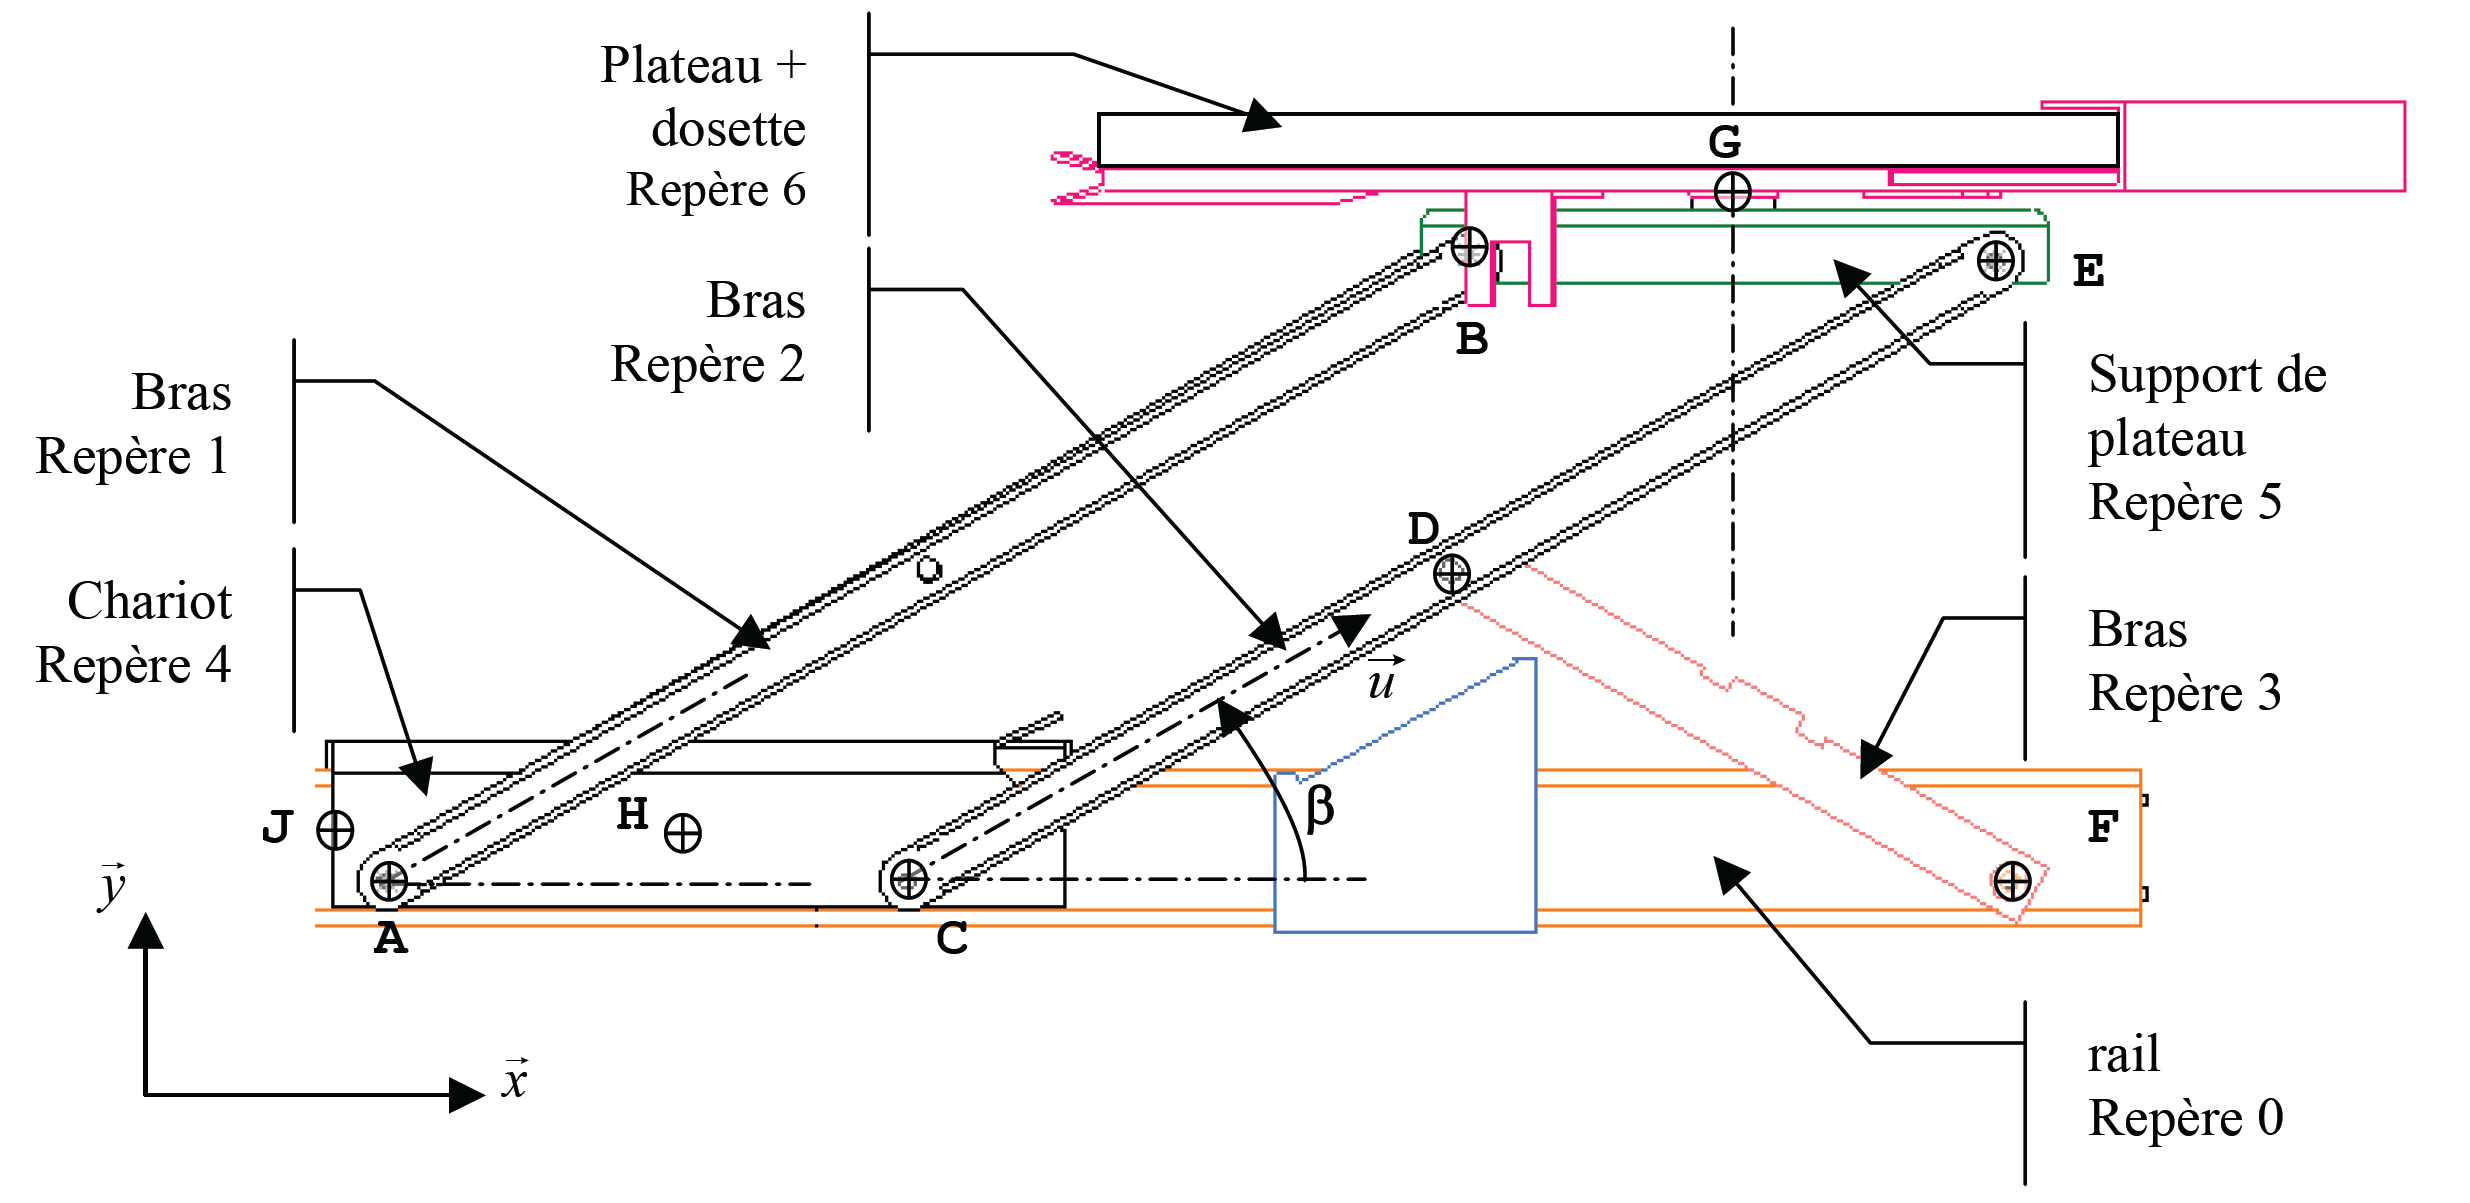 Plateau +
dosette
Repère 6
G
Bras
Repère 2
B
E
Bras
Repère 1
Support de
plateau
Repère 5
D
u
Chariot
Repère 4
Bras
Repère 3
J
H
β
F
A
C
y
x
rail
Repère 0